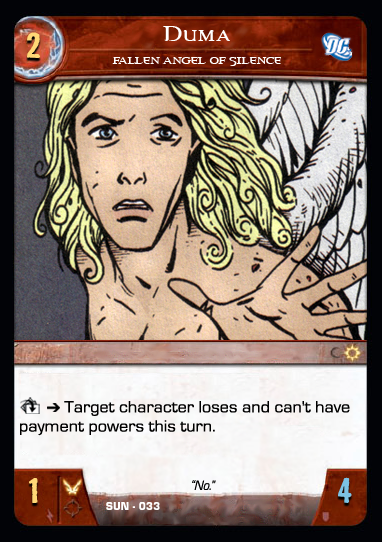 2
Duma
DC
FALLEN ANGEL OF SILENCE
➔ Target character loses and can't have
payment powers this turn.
1
"No."
4
SUN · 033